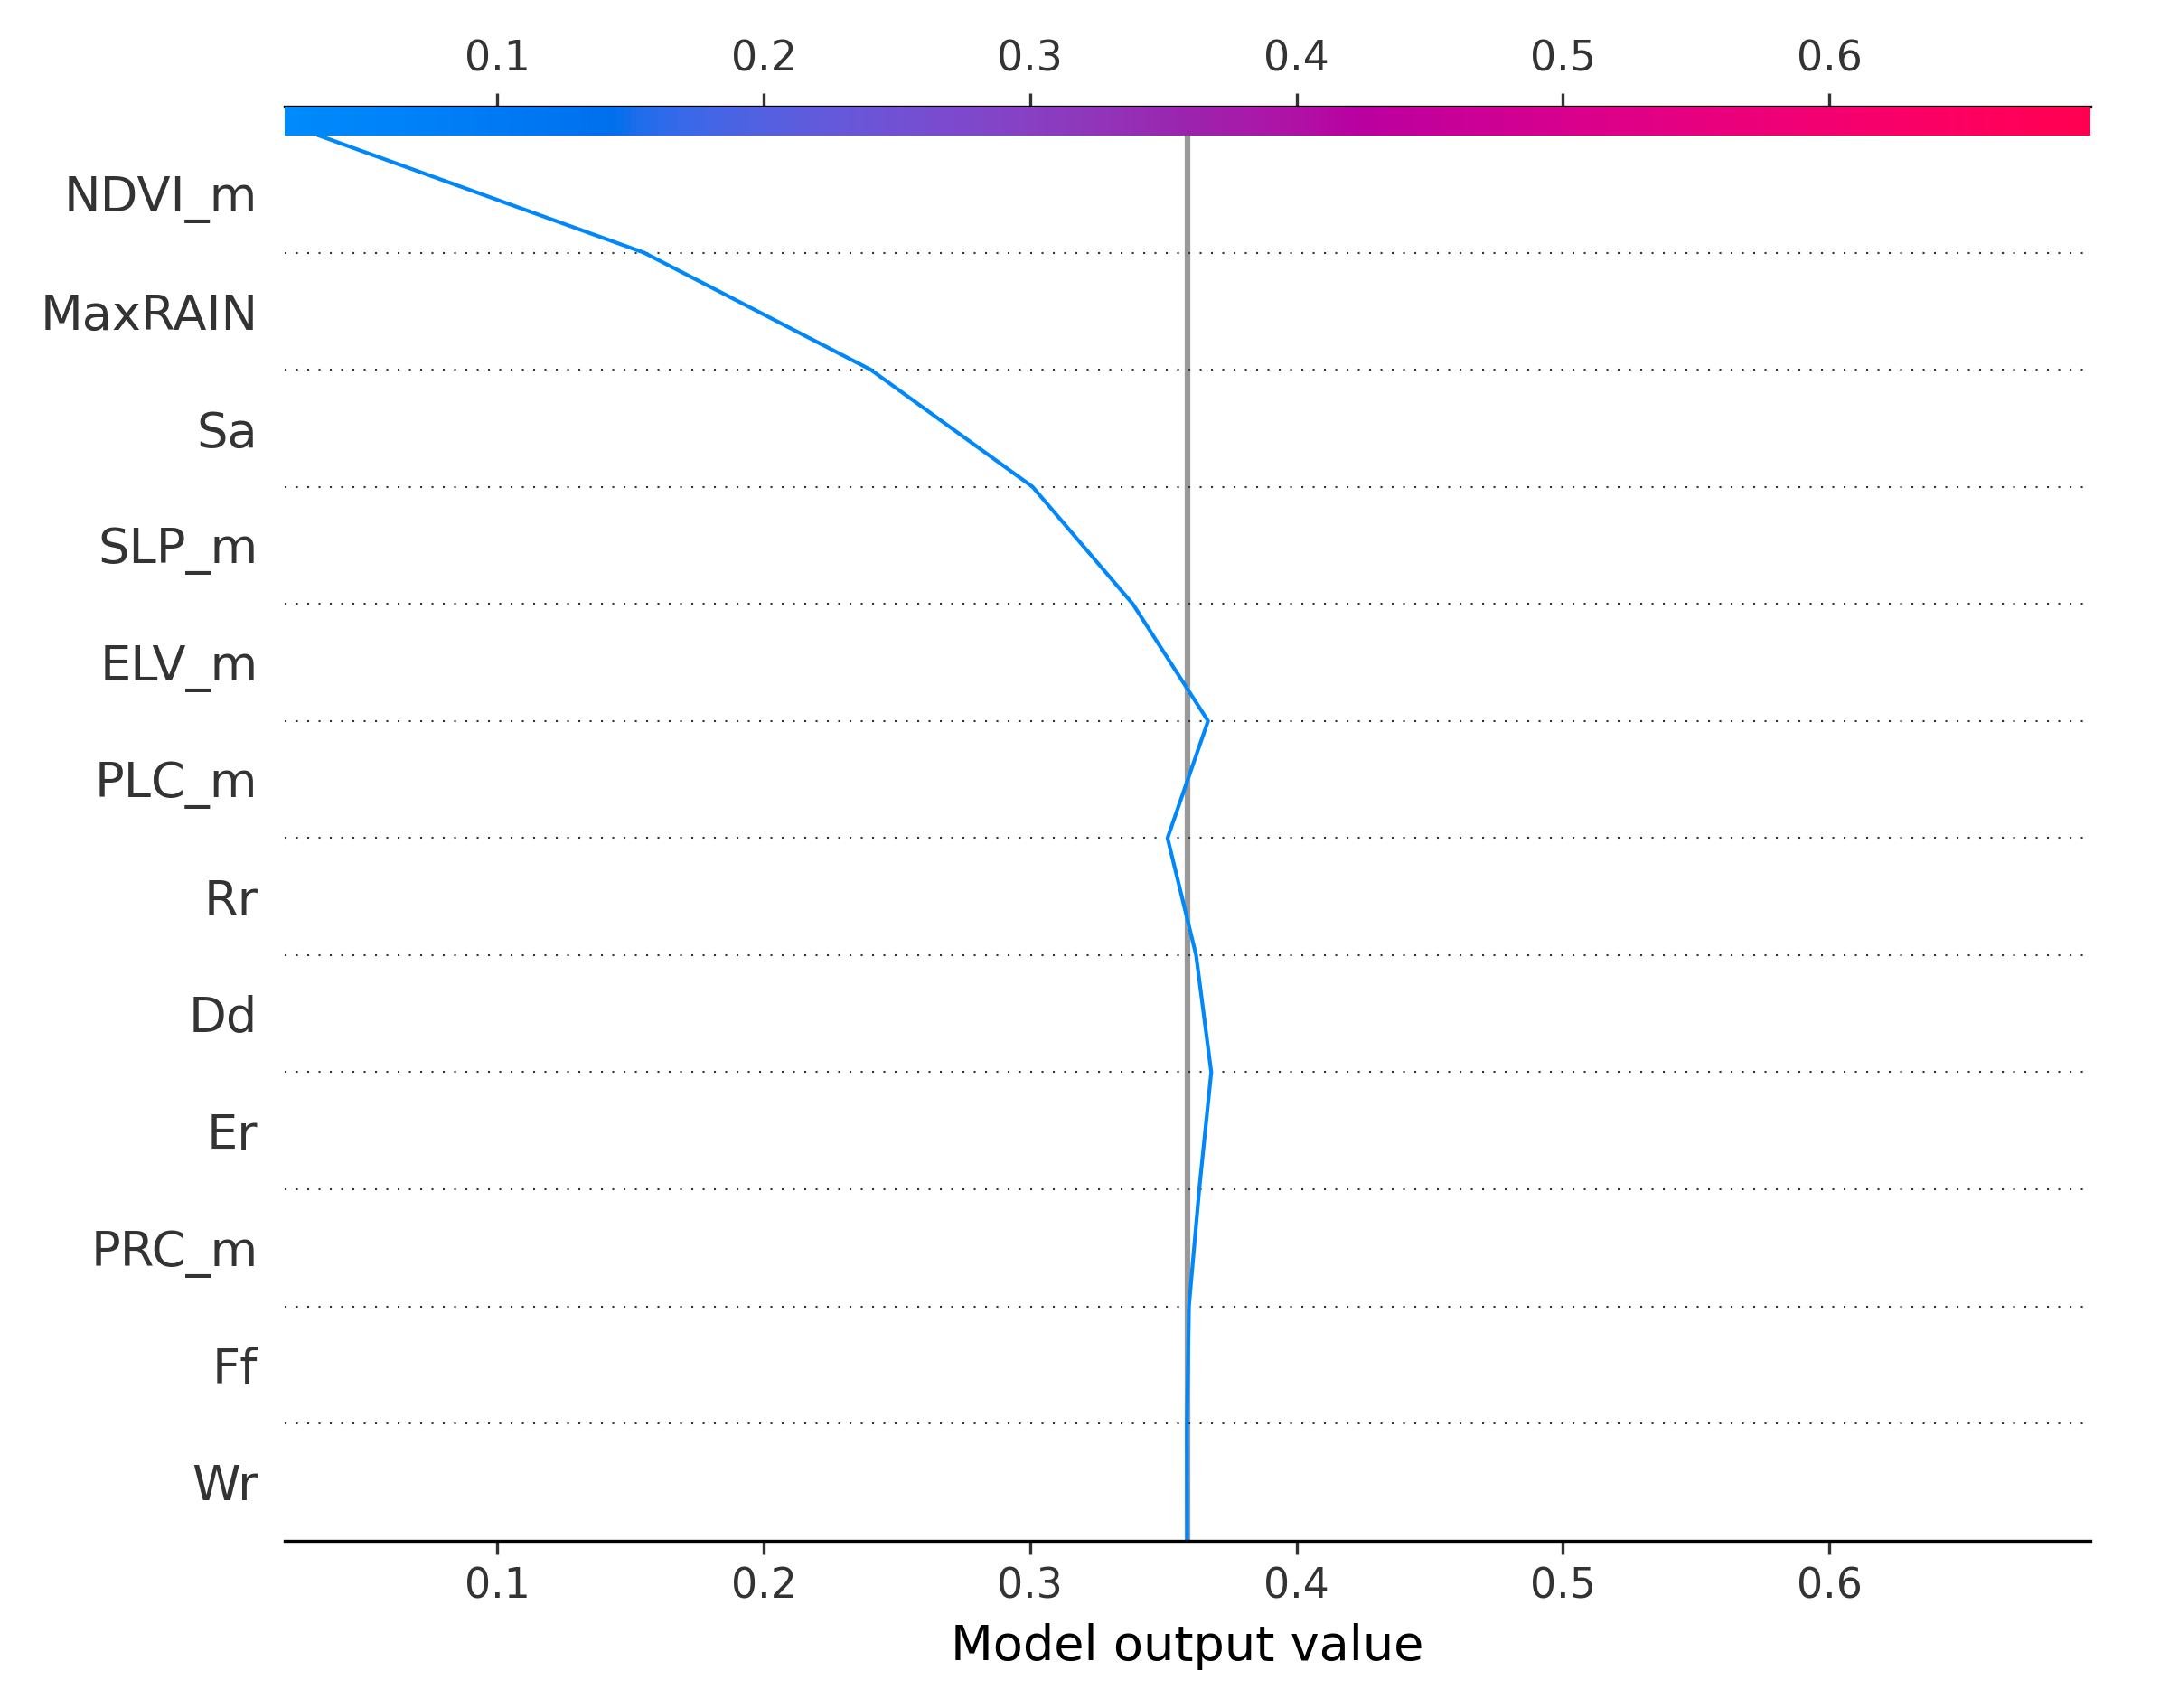 0.1 0.2 0.3 0.4 0.5 0.6
NDVI_m
MaxRAIN
Sa
SLP_m
ELV_m
PLC_m
Rr
Dd
Er
PRC_m
Ff
Wr
0.1 0.2 0.3 0.4 0.5 0.6
Model output value